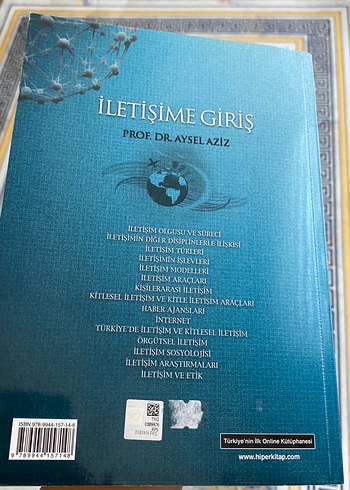 İLETİŞİME GİRİŞ
PROF. DR. AYSEL AZİZ
İLETİŞİM OLGUSU VE SÜRECİ
İLETİŞİMİN DİĞER DİSİPLİNLERLE İLİŞKİSİ
İLETİŞİM TÜRLERİ
İLETİŞİMİN İŞLEVLERİ
İLETİŞİM MODELLERİ
İLETİŞİM ARAÇLARI
KİŞİLERARASI İLETİŞİM
KİTLESEL İLETİŞİM VE KİTLE İLETİŞİM ARAÇLARI
HABER AJANSLARI
İNTERNET
TÜRKİYE'DE İLETİŞİM VE KİTLESEL İLETİŞİM
ÖRGÜTSEL İLETİŞİM
İLETİŞİM SOSYOLOJİSİ
İLETİŞİM ARAŞTIRMALARI
İLETİŞİM VE ETİK
ISBN 978-9944-157-14-8
9 789944 157148
Türkiye'nin İlk Online Kütüphanesi
www.hiperkitap.com